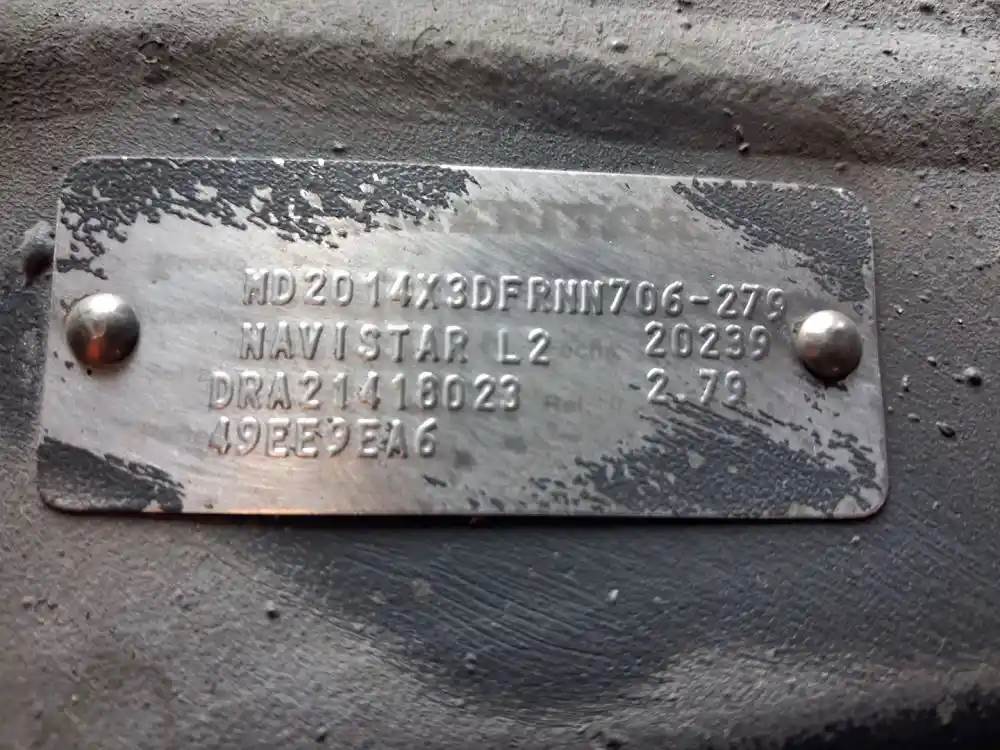 MD2014X3DFRNN706-279
NAVISTAR L2 20239
DRA21418023 2.79
49EE9EA6